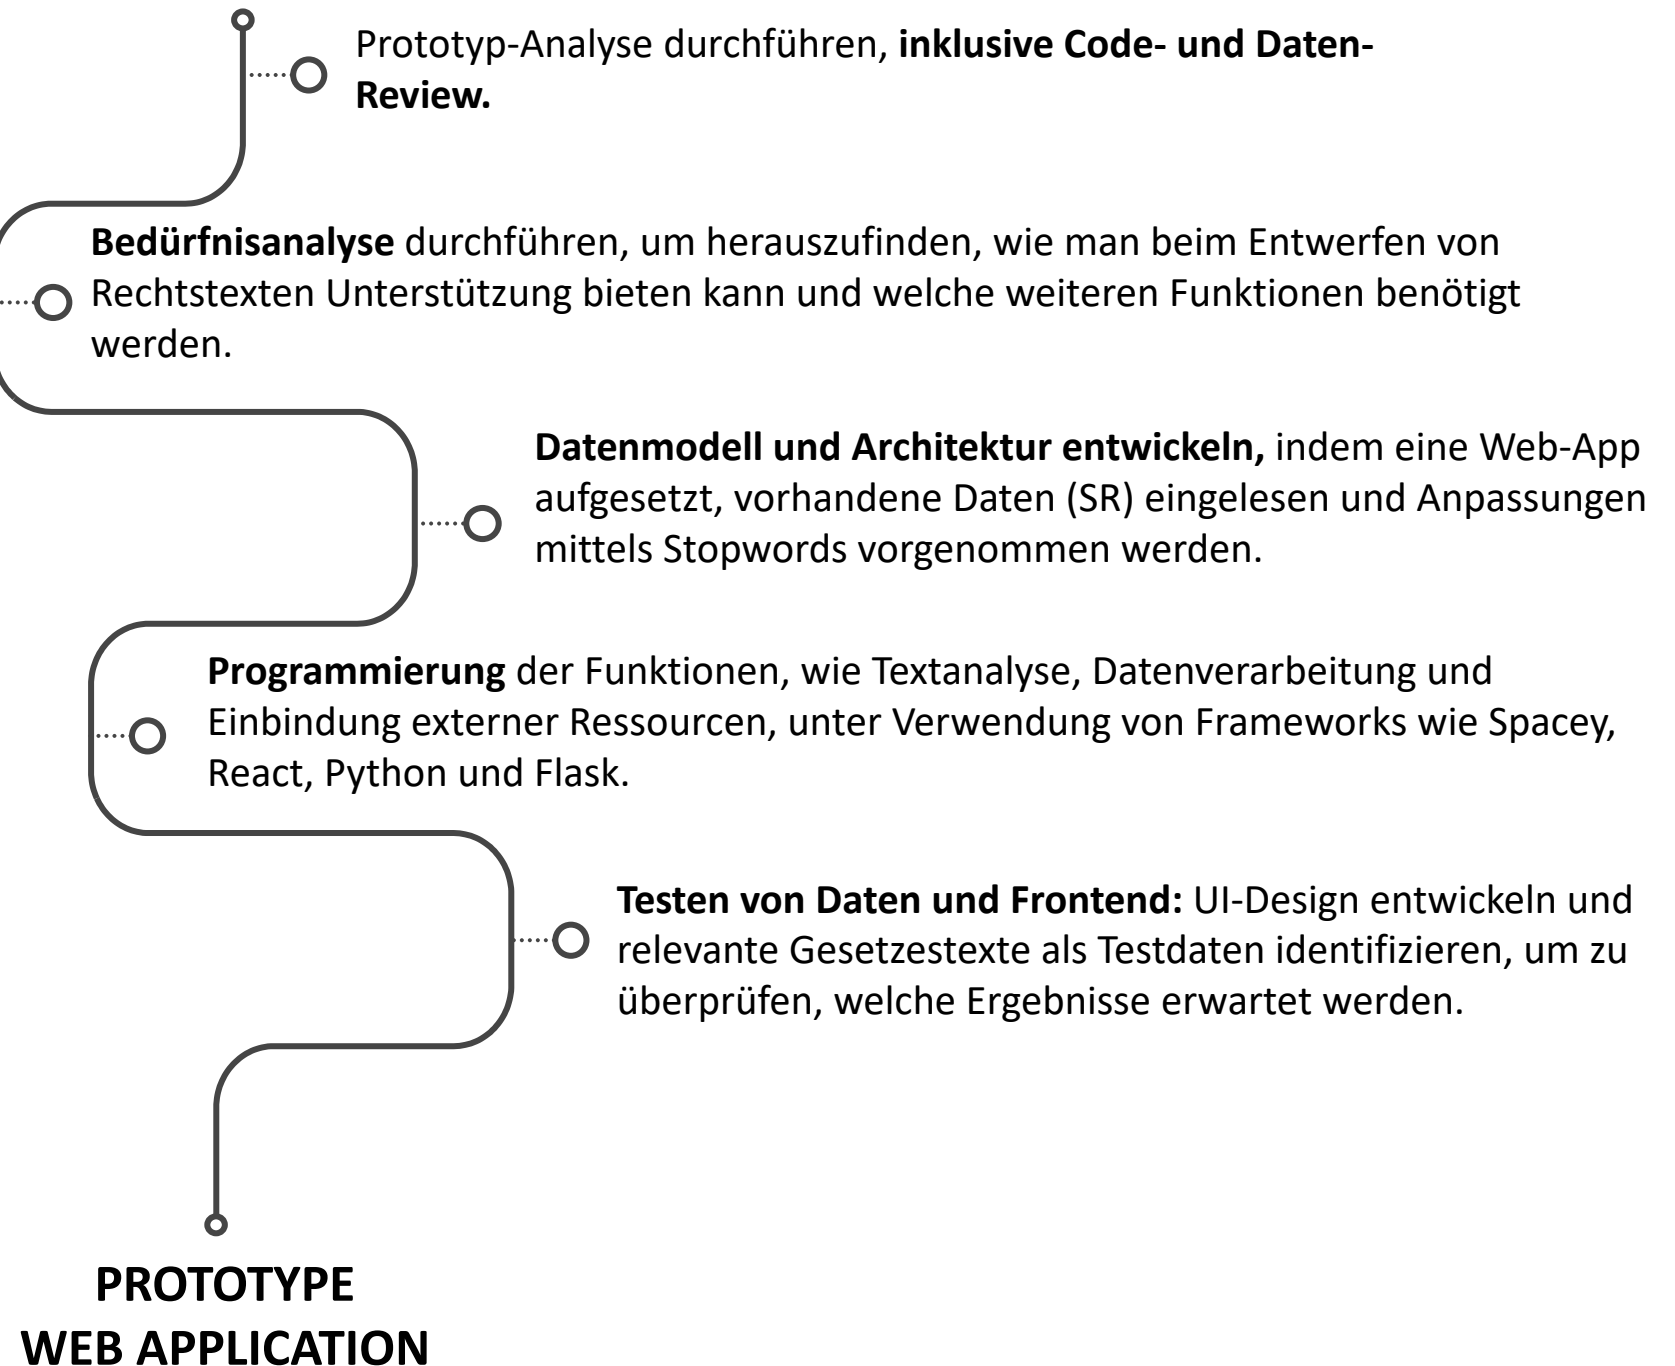 Prototyp-Analyse durchführen, inklusive Code- und Daten-
Review.
Bedürfnisanalyse durchführen, um herauszufinden, wie man beim Entwerfen von
Rechtstexten Unterstützung bieten kann und welche weiteren Funktionen benötigt
werden.
Datenmodell und Architektur entwickeln, indem eine Web-App
aufgesetzt, vorhandene Daten (SR) eingelesen und Anpassungen
mittels Stopwords vorgenommen werden.
Programmierung der Funktionen, wie Textanalyse, Datenverarbeitung und
Einbindung externer Ressourcen, unter Verwendung von Frameworks wie Spacey,
React, Python und Flask.
Testen von Daten und Frontend: UI-Design entwickeln und
relevante Gesetzestexte als Testdaten identifizieren, um zu
überprüfen, welche Ergebnisse erwartet werden.
PROTOTYPE
WEB APPLICATION